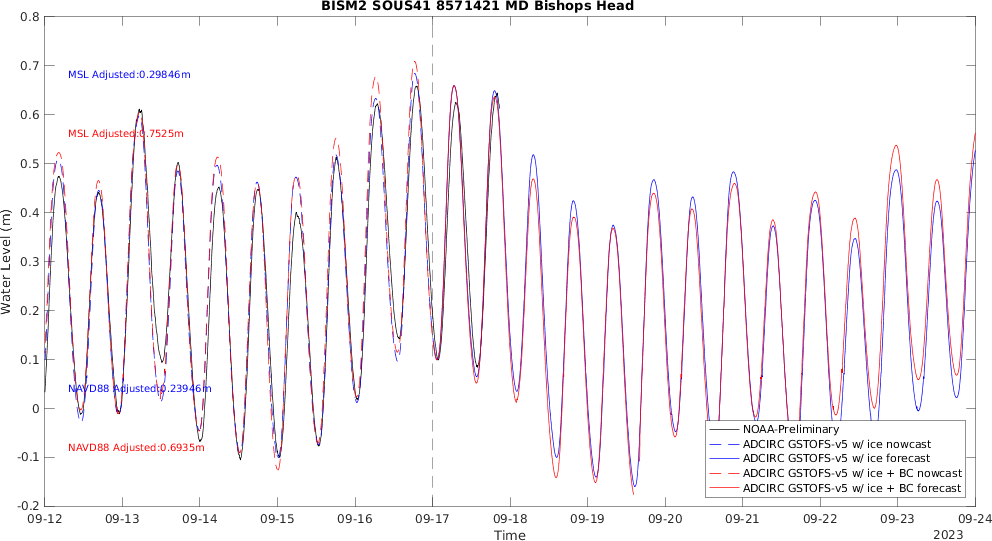 BISM2 SOUS41 8571421 MD Bishops Head
0.8
0.7
0.6
0.5
0.4
0.3
0.2
0.1
0
-0.1
-0.2
Water Level (m)
MSL Adjusted:0.29846m
MSL Adjusted:0.7525m
NAVD88 Adjusted:0.23946m
NAVD88 Adjusted:0.6935m
NOAA-Preliminary
ADCIRC GSTOFS-v5 w/ ice nowcast
ADCIRC GSTOFS-v5 w/ ice forecast
ADCIRC GSTOFS-v5 w/ ice + BC nowcast
ADCIRC GSTOFS-v5 w/ ice + BC forecast
09-12 09-13 09-14 09-15 09-16 09-17 09-18 09-19 09-20 09-21 09-22 09-23 09-24
Time
2023